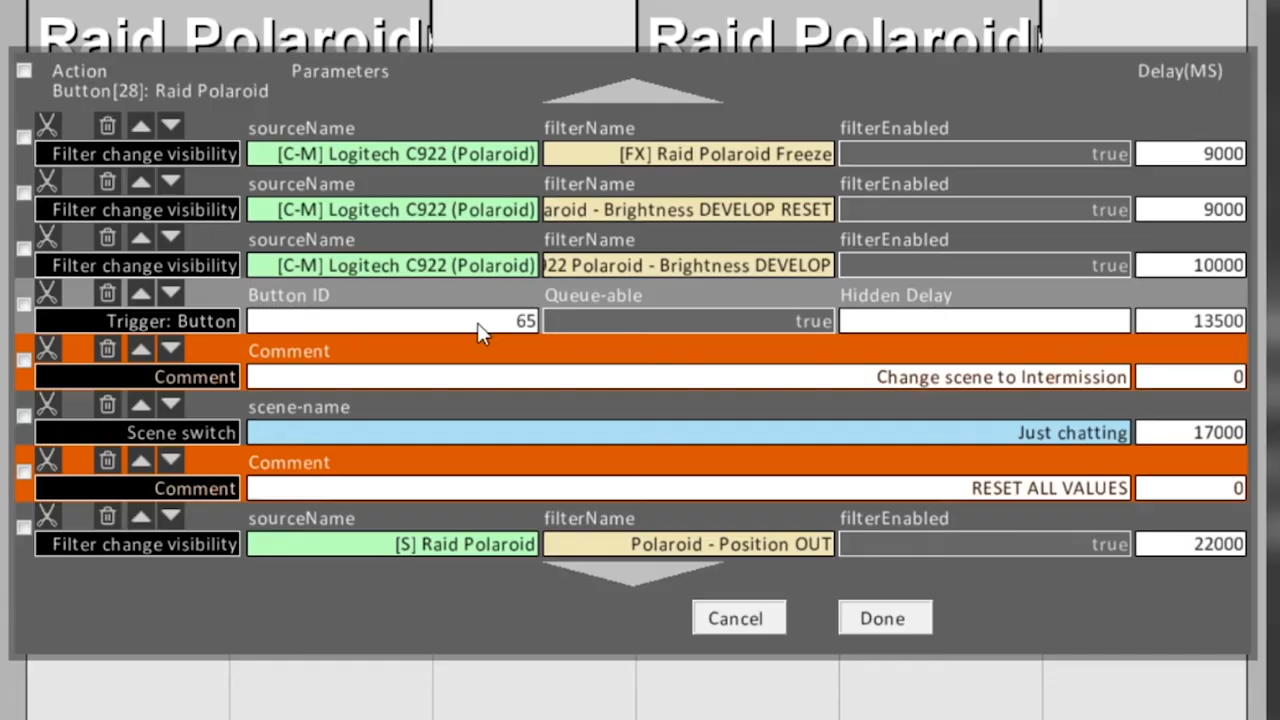 Raid Polaroid Raid Polaroid
Action Parameters Delay(MS)
Button[28]: Raid Polaroid
sourceName filterName filterEnabled
Filter change visibility [C-M] Logitech C922 (Polaroid) [FX] Raid Polaroid Freeze true 9000
sourceName filterName filterEnabled
Filter change visibility [C-M] Logitech C922 (Polaroid) aroid - Brightness DEVELOP RESET true 9000
sourceName filterName filterEnabled
Filter change visibility [C-M] Logitech C922 (Polaroid) 22 Polaroid - Brightness DEVELOP true 10000
Button ID Queue-able Hidden Delay
Trigger: Button 65 true 13500
Comment
Comment Change scene to Intermission 0
scene-name
Scene switch Just chatting 17000
Comment
Comment RESET ALL VALUES 0
sourceName filterName filterEnabled
Filter change visibility [S] Raid Polaroid Polaroid - Position OUT true 22000
Cancel Done